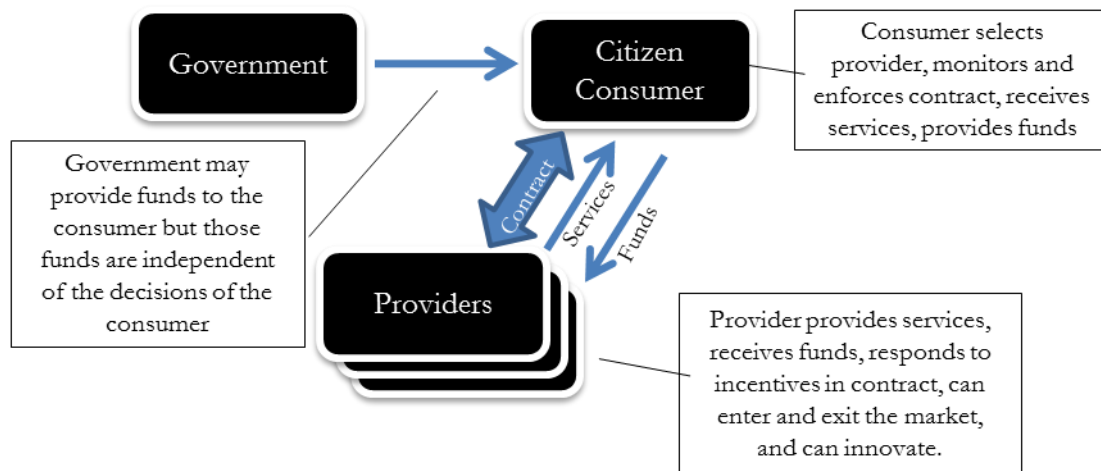 Government
Citizen
Consumer
Consumer selects
provider, monitors and
enforces contract, receives
services, provides funds
Government may
provide funds to the
consumer but those
funds are independent
of the decisions of the
consumer
Contract
Services
Funds
Providers
Provider provides services,
receives funds, responds to
incentives in contract, can
enter and exit the market,
and can innovate.